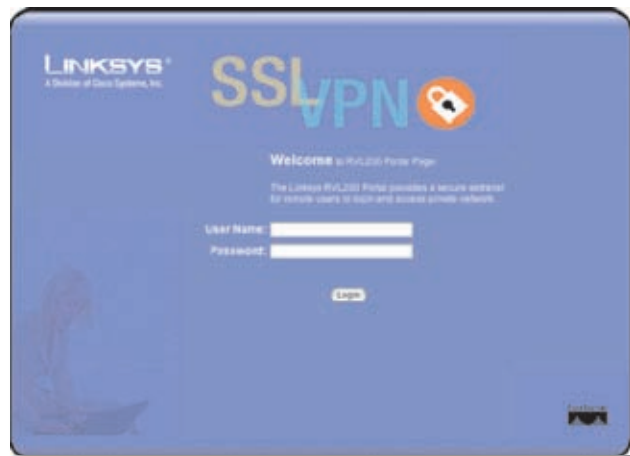 LINKSYS®
A Division of Cisco Systems, Inc.
SSL VPN
Welcome to RVL200 Portal Page
The Linksys RVL200 Portal provides a secure
for remote users to login and access private network.
User Name:
Password:
Login